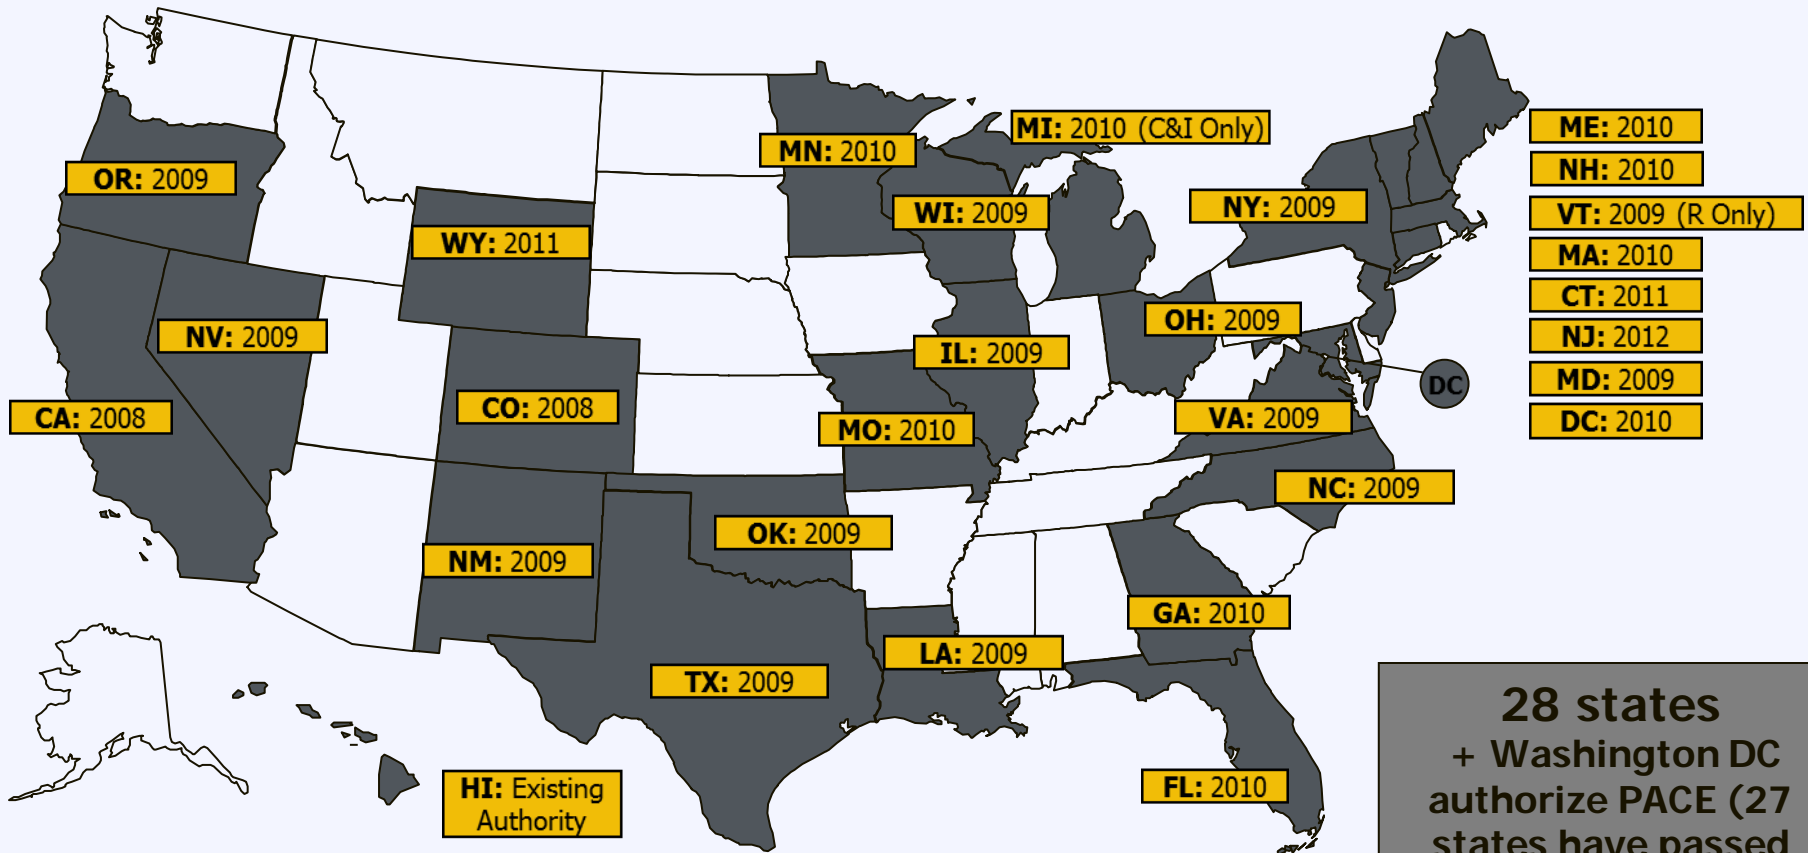 MI: 2010 (C&I Only)
ME: 2010
MN: 2010
NH: 2010
OR: 2009
NY: 2009
WI: 2009
VT: 2009 (R Only)
WY: 2011
MA: 2010
CT: 2011
OH: 2009
NV: 2009
NJ: 2012
IL: 2009
MD: 2009
DC
CO: 2008
CA: 2008
VA: 2009
DC: 2010
MO: 2010
NC: 2009
OK: 2009
NM: 2009
GA: 2010
LA: 2009
TX: 2009
28 states
+ Washington DC
authorize PACE (27
states have passed
FL: 2010
HI: Existing
Authority